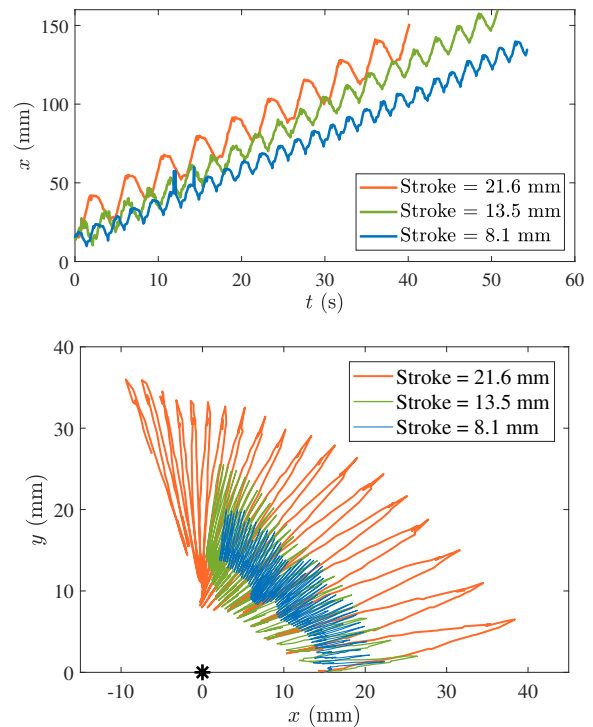 150
100
50
0
x (mm)
Stroke = 21.6 mm
Stroke = 13.5 mm
Stroke = 8.1 mm
0 10 20 30 40 50 60
t (s)
40
30
20
10
0
y (mm)
Stroke = 21.6 mm
Stroke = 13.5 mm
Stroke = 8.1 mm
-10 0 10 20 30 40
x (mm)